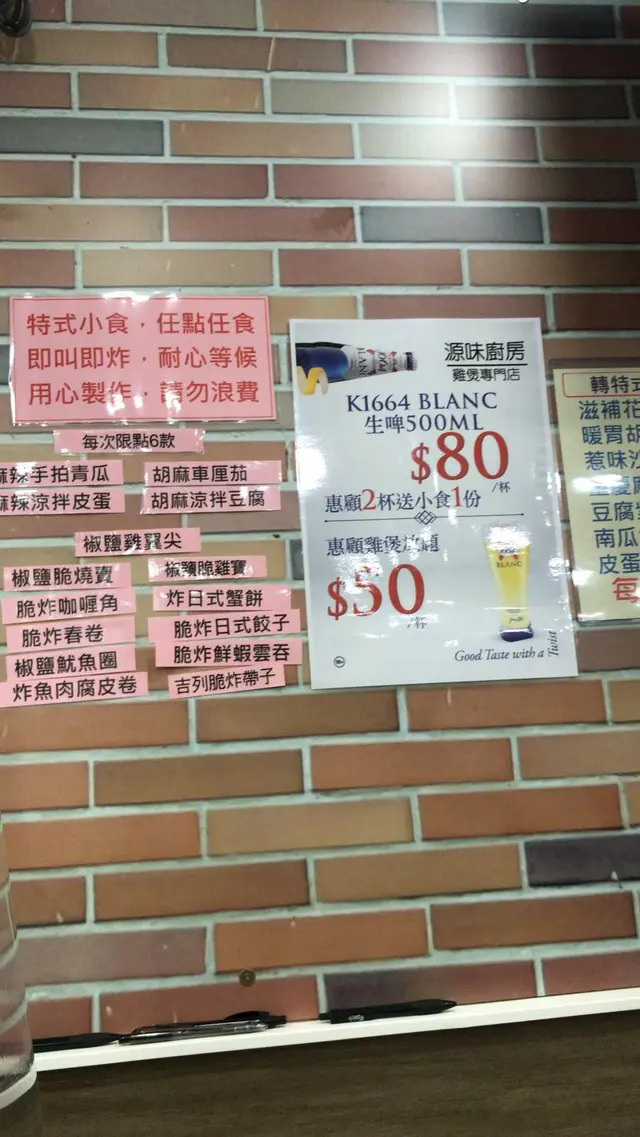 特式小食，任點任食
即叫即炸，耐心等候
用心製作，請勿浪費
每次限點6款
麻辣手拍青瓜
胡麻車厘茄
麻辣涼拌皮蛋
胡麻涼拌豆腐
椒鹽雞翼尖
椒鹽脆燒賣
椒鹽脆雞寶
脆炸咖喱角
炸日式蟹餅
脆炸春卷
脆炸日式餃子
椒鹽魷魚圈
脆炸鮮蝦雲吞
炸魚肉腐皮卷
吉列脆炸帶子
源味廚房
雞煲專門店
K1664 BLANC
生啤500ML
$80
/杯
惠顧2杯送小食1份
惠顧雞煲放題
$50
/杯
BLANC
Good Taste with a Twist
轉特式
滋補花
暖胃胡
惹味沙
豆腐
南瓜
皮蛋
每